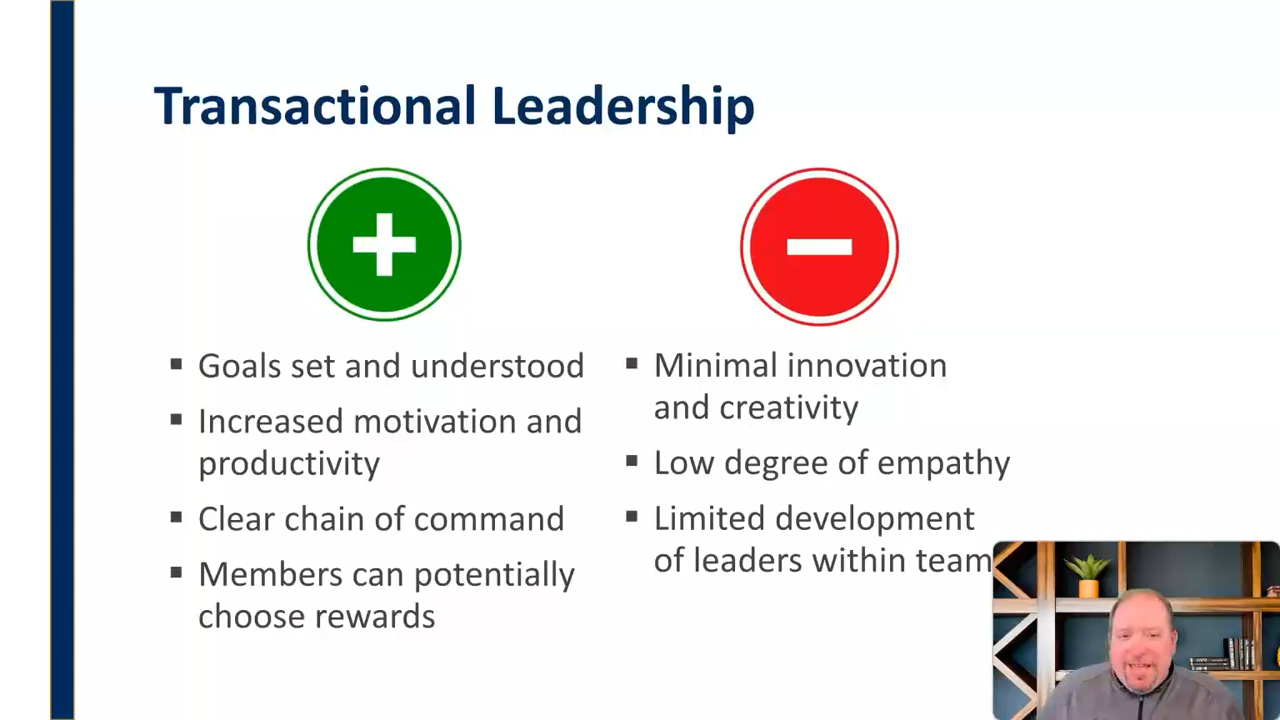 Transactional Leadership
Goals set and understood
Increased motivation and
productivity
Clear chain of command
Members can potentially
choose rewards
Minimal innovation
and creativity
Low degree of empathy
Limited development
of leaders within team